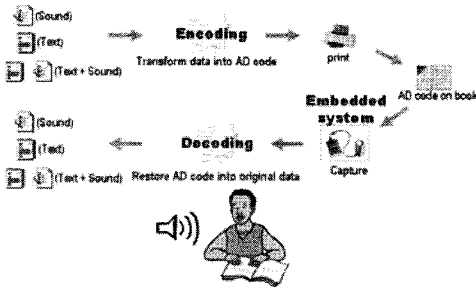 (Sound)
(Text)
(Text + Sound)
Encoding
Transform data into AD code
print
AD code on book
Embedded
system
Capture
(Sound)
(Text)
(Text + Sound)
Decoding
Restore AD code into original data